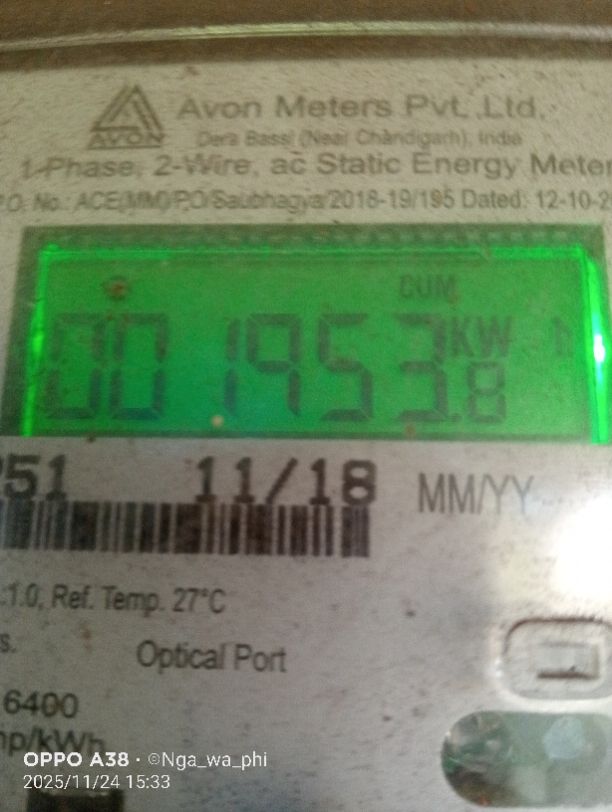 AVON
Avon Meters Pvt. Ltd.
Dera Bassi (Near Chandigarh), India
1-Phase, 2-Wire, ac Static Energy Meter
P.O. No.: ACE(MM)/PO/Saubhagya/2018-19/195 Dated: 12-10-2
CUM
001953.8 KW h
251 11/18 MM/YY
:1.0, Ref. Temp. 27°C
s.
Optical Port
6400
mp/kWh
OPPO A38 · ©Nga_wa_phi
2025/11/24 15:33